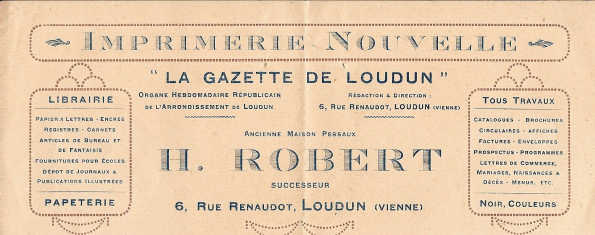 Imprimerie Nouvelle
"LA GAZETTE DE LOUDUN"
Organe Hebdomadaire Républicain
de l'Arrondissement de Loudun
Rédaction & Direction :
6, Rue Renaudot, LOUDUN (Vienne)
LIBRAIRIE
Papier a Lettres - Encres
Registres - Carnets
Articles de Bureau et
de Fantaisie
Fournitures pour Écoles
Dépôt de Journaux &
Publications illustrées
PAPETERIE
Ancienne Maison Pessaux
H. ROBERT
SUCCESSEUR
6, Rue Renaudot, Loudun (Vienne)
Tous Travaux
Catalogues - Brochures
Circulaires - Affiches
Factures - Enveloppes
Prospectus - Programmes
Lettres de Commerce,
Mariages, Naissances &
Décès - Menus, etc.
Noir, Couleurs